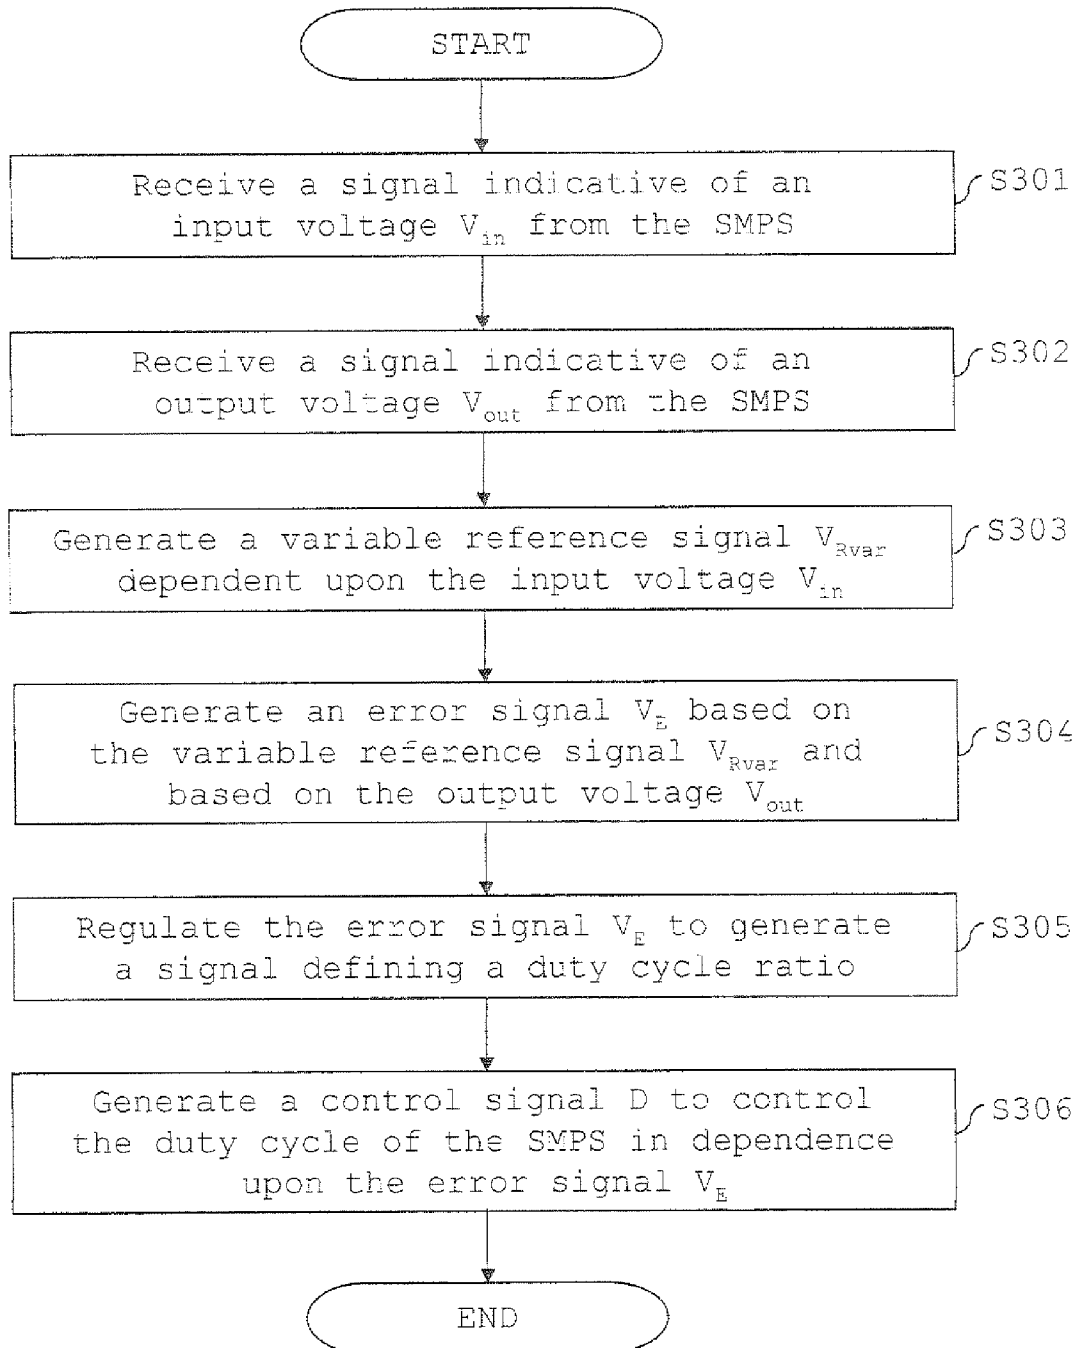 START
Receive a signal indicative of an
input voltage V_in from the SMPS
S301
Receive a signal indicative of an
output voltage V_out from the SMPS
S302
Generate a variable reference signal V_Rvar
dependent upon the input voltage V_in
S303
Generate an error signal V_E based on
the variable reference signal V_Rvar and
based on the output voltage V_out
S304
Regulate the error signal V_E to generate
a signal defining a duty cycle ratio
S305
Generate a control signal D to control
the duty cycle of the SMPS in dependence
upon the error signal V_E
S306
END